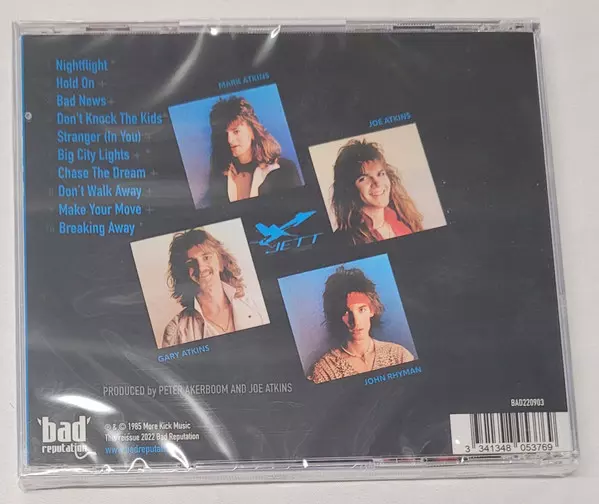 Nightflight *
Hold On +
Bad News +
Don't Knock The Kids *
Stranger (In You) +
Big City Lights +
Chase The Dream +
Don't Walk Away +
Make Your Move +
Breaking Away *
MARK ATKINS
JOE ATKINS
JETT
GARY ATKINS
JOHN RHYMAN
PRODUCED by PETER AKERBOOM AND JOE ATKINS
'bad'
reputation
℗ & © 1985 More Kick Music
This reissue 2022 Bad Reputation
BAD220903
3 341348 053769